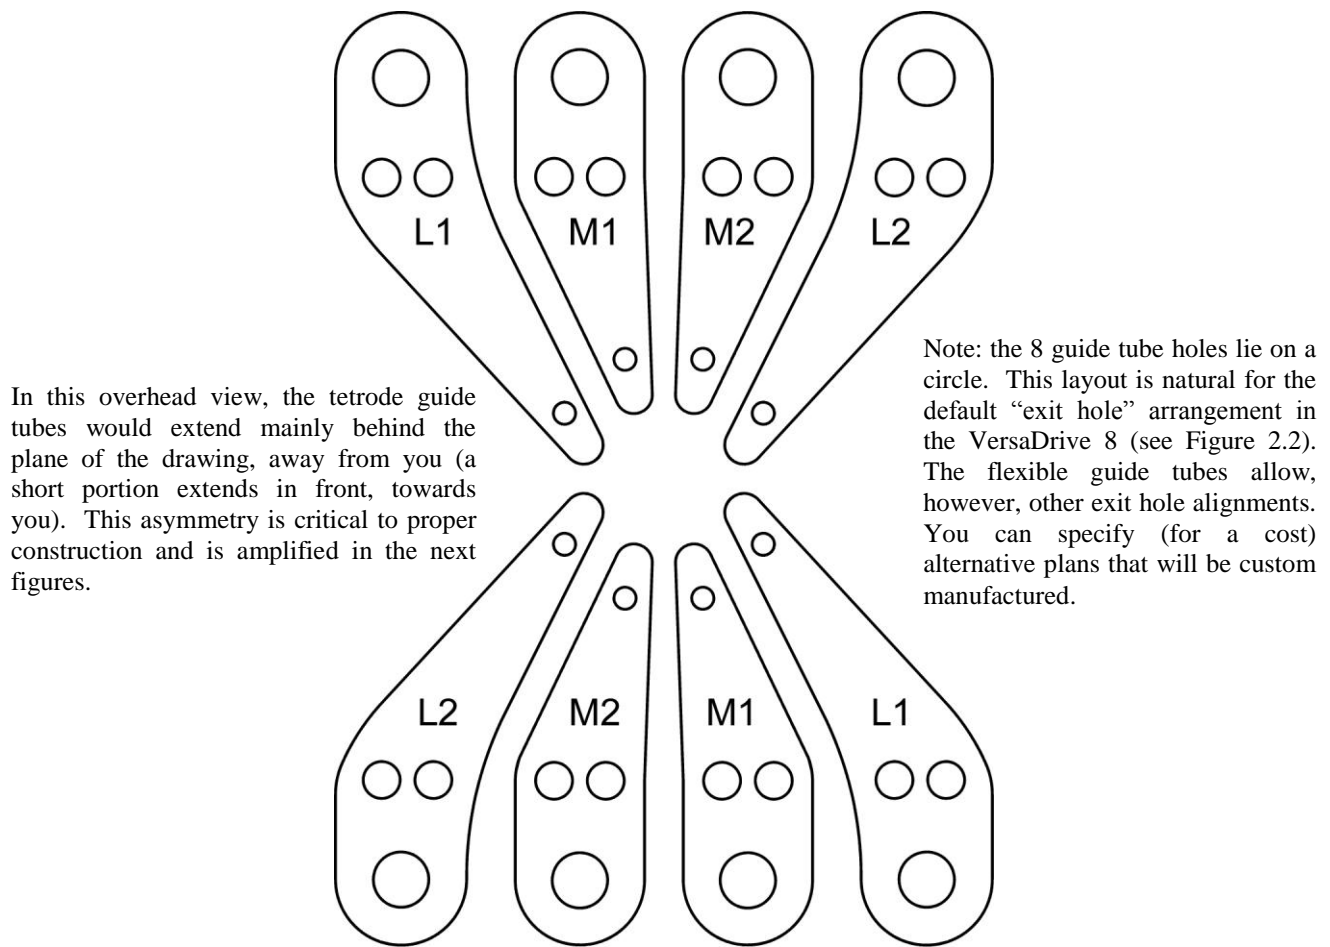 L1
M1
M2
L2
In this overhead view, the tetrode guide
tubes would extend mainly behind the
plane of the drawing, away from you (a
short portion extends in front, towards
you). This asymmetry is critical to proper
construction and is amplified in the next
figures.
Note: the 8 guide tube holes lie on a
circle. This layout is natural for the
default “exit hole” arrangement in
the VersaDrive 8 (see Figure 2.2).
The flexible guide tubes allow,
however, other exit hole alignments.
You can specify (for a cost)
alternative plans that will be custom
manufactured.
L2
M2
M1
L1